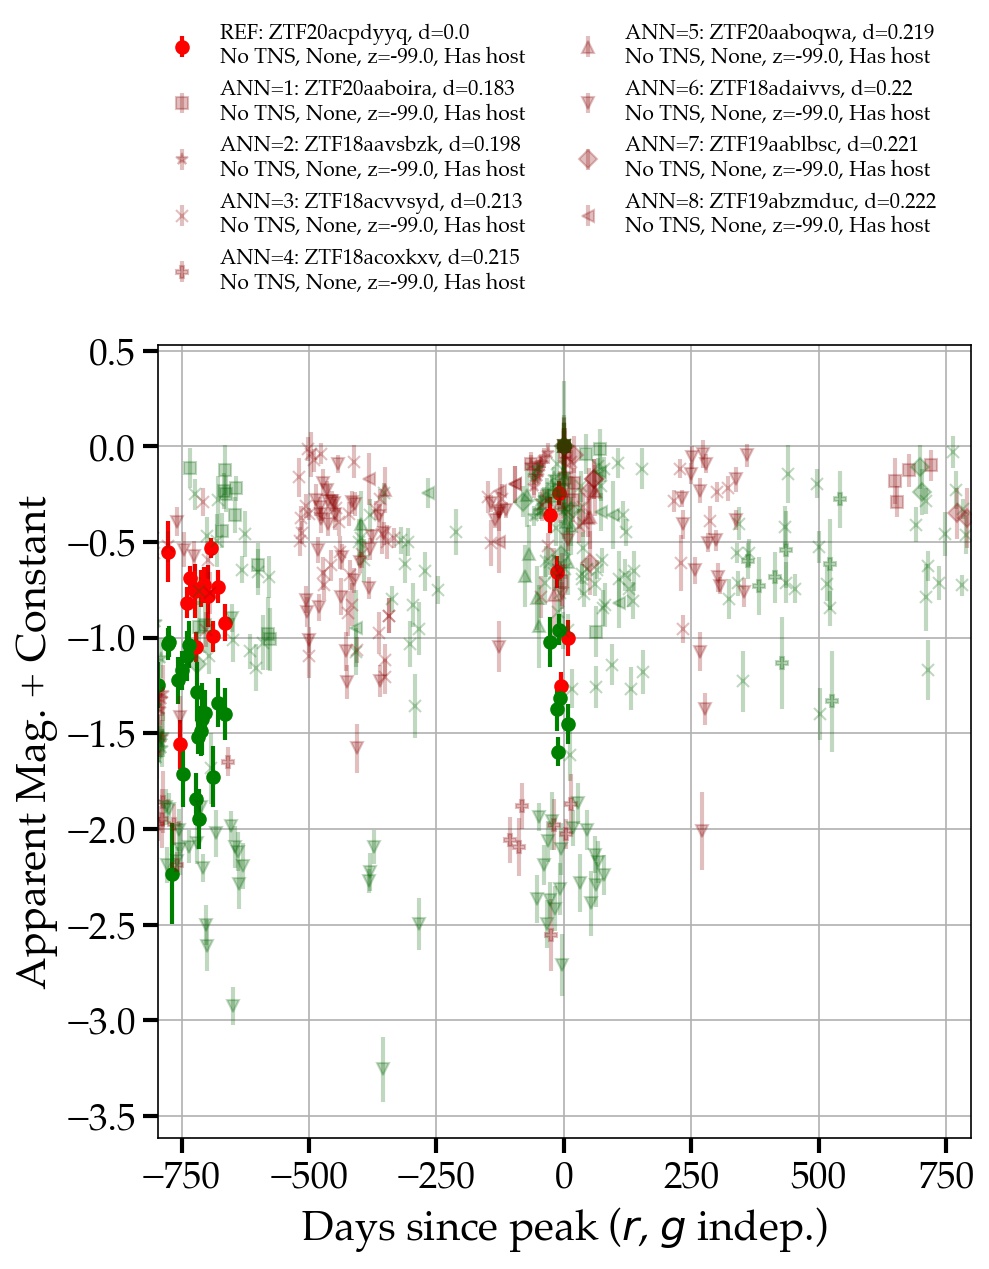 REF: ZTF20acpdyyq, d=0.0
No TNS, None, z=-99.0, Has host
ANN=1: ZTF20aaboira, d=0.183
No TNS, None, z=-99.0, Has host
ANN=2: ZTF18aavsbzk, d=0.198
No TNS, None, z=-99.0, Has host
ANN=3: ZTF18acvvsyd, d=0.213
No TNS, None, z=-99.0, Has host
ANN=4: ZTF18acoxkxv, d=0.215
No TNS, None, z=-99.0, Has host
ANN=5: ZTF20aaboqwa, d=0.219
No TNS, None, z=-99.0, Has host
ANN=6: ZTF18adaivvs, d=0.22
No TNS, None, z=-99.0, Has host
ANN=7: ZTF19aablbsc, d=0.221
No TNS, None, z=-99.0, Has host
ANN=8: ZTF19abzmduc, d=0.222
No TNS, None, z=-99.0, Has host
Apparent Mag. + Constant
0.5
0.0
−0.5
−1.0
−1.5
−2.0
−2.5
−3.0
−3.5
−750
−500
−250
0
250
500
750
Days since peak (r, g indep.)